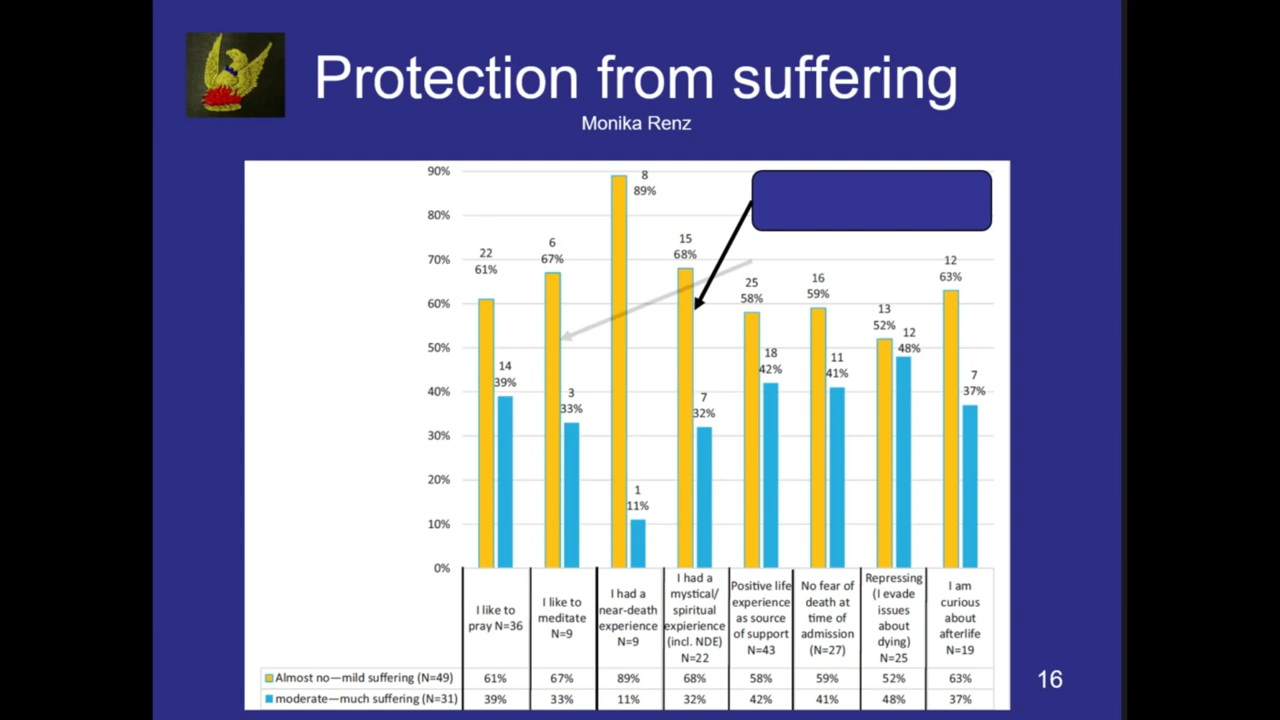 Protection from suffering
Monika Renz
90%
80%
70%
60%
50%
40%
30%
20%
10%
0%
22
61%
14
39%
6
67%
3
33%
8
89%
1
11%
15
68%
7
32%
25
58%
18
42%
16
59%
11
41%
13
52%
12
48%
12
63%
7
37%
I like to
pray N=36
I like to
meditate
N=9
I had a
near-death
experience
N=9
I had a
mystical/
spiritual
expierience
(incl. NDE)
N=22
Positive life
experience
as source
of support
N=43
No fear of
death at
time of
admission
(N=27)
Repressing
(I evade
issues
about
dying)
N=25
I am
curious
about
afterlife
N=19
Almost no—mild suffering (N=49) 61% 67% 89% 68% 58% 59% 52% 63%
moderate—much suffering (N=31) 39% 33% 11% 32% 42% 41% 48% 37%
16